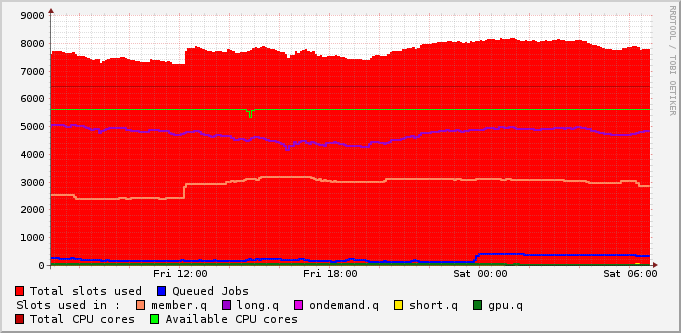 9000
8000
7000
6000
5000
4000
3000
2000
1000
0
Fri 12:00 Fri 18:00 Sat 00:00 Sat 06:00
Total slots used Queued Jobs
Slots used in : member.q long.q ondemand.q short.q gpu.q
Total CPU cores Available CPU cores
RRDTOOL / TOBI OETIKER